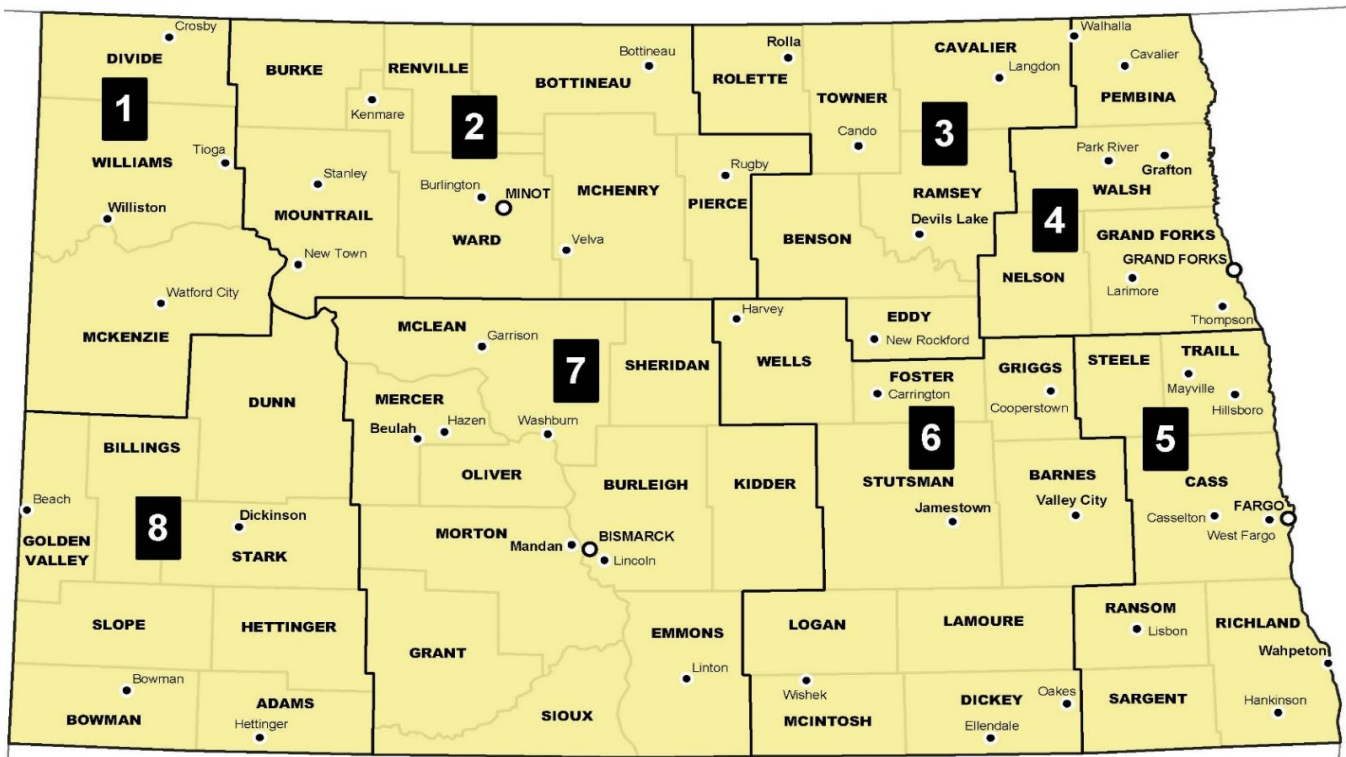 Crosby
DIVIDE
1
WILLIAMS
Tioga
Williston
Watford City
MCKENZIE
BURKE
RENVILLE
BOTTINEAU
Bottineau
Kenmare
2
Stanley
MOUNTRAIL
New Town
Burlington
MINOT
WARD
MCHENRY
Velva
Rugby
PIERCE
Rolla
ROLETTE
TOWNER
Cando
CAVALIER
Langdon
3
RAMSEY
Devils Lake
BENSON
EDDY
New Rockford
Walhalla
Cavalier
PEMBINA
Park River
Grafton
WALSH
4
GRAND FORKS
GRAND FORKS
NELSON
Larimore
Thompson
STEELE
TRAILL
Mayville
Hillsboro
5
CASS
Casselton
FARGO
West Fargo
RANSOM
Lisbon
RICHLAND
Wahpeton
SARGENT
Hankinson
Harvey
WELLS
FOSTER
Carrington
GRIGGS
Cooperstown
6
STUTSMAN
Jamestown
BARNES
Valley City
LOGAN
LAMOURE
Wishek
MCINTOSH
DICKEY
Oakes
Ellendale
MCLEAN
Garrison
7
SHERIDAN
MERCER
Beulah
Hazen
Washburn
OLIVER
BURLEIGH
KIDDER
MORTON
Mandan
BISMARCK
Lincoln
GRANT
EMMONS
Linton
SIOUX
DUNN
BILLINGS
Beach
GOLDEN
VALLEY
8
Dickinson
STARK
SLOPE
HETTINGER
Bowman
BOWMAN
ADAMS
Hettinger